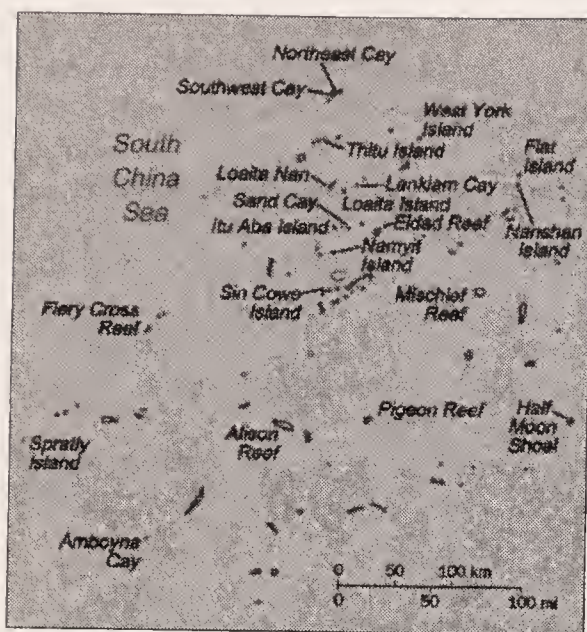 Northeast Cay
Southwest Cay
West York
Island
South
China
Sea
Thitu Island
Flat
Island
Loaita Nan
Lankiam Cay
Sand Cay
Loaita Island
Itu Aba Island
Eldad Reef
Nanshan
Island
Namyit
Island
Sin Cowe
Island
Mischief
Reef
Fiery Cross
Reef
Pigeon Reef
Half
Moon
Shoal
Spratly
Island
Alison
Reef
Amboyna
Cay
0 50 100 km
0 50 100 mi